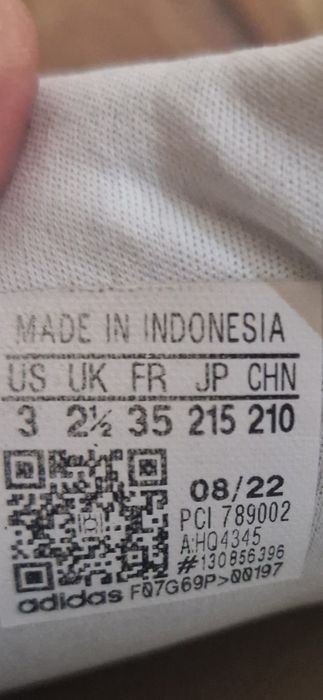 MADE IN INDONESIA
US UK FR JP CHN
3 2½ 35 215 210
08/22
PCI 789002
A:HQ4345
#130856396
adidas F07G69P>00197